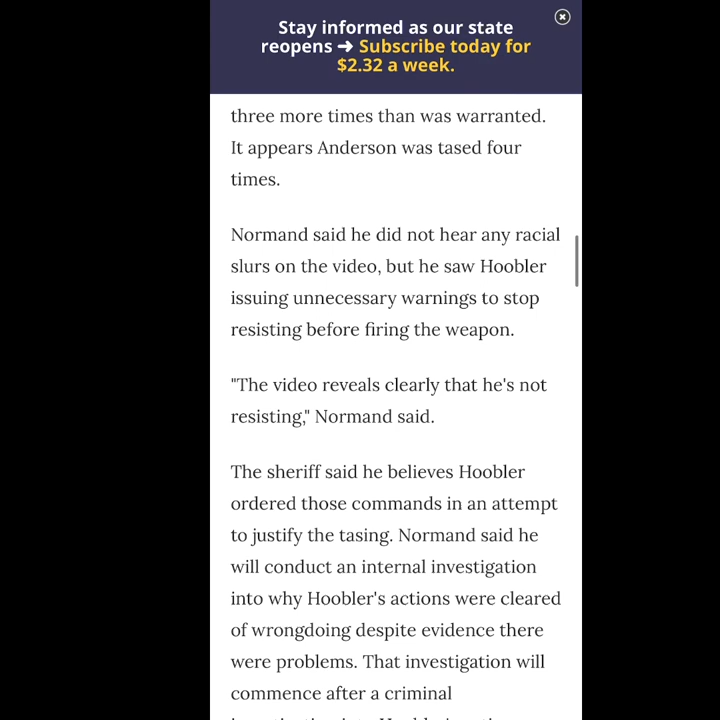 Stay informed as our state
reopens ➜ Subscribe today for
$2.32 a week.
three more times than was warranted.
It appears Anderson was tased four
times.
Normand said he did not hear any racial
slurs on the video, but he saw Hoobler
issuing unnecessary warnings to stop
resisting before firing the weapon.
"The video reveals clearly that he's not
resisting," Normand said.
The sheriff said he believes Hoobler
ordered those commands in an attempt
to justify the tasing. Normand said he
will conduct an internal investigation
into why Hoobler's actions were cleared
of wrongdoing despite evidence there
were problems. That investigation will
commence after a criminal